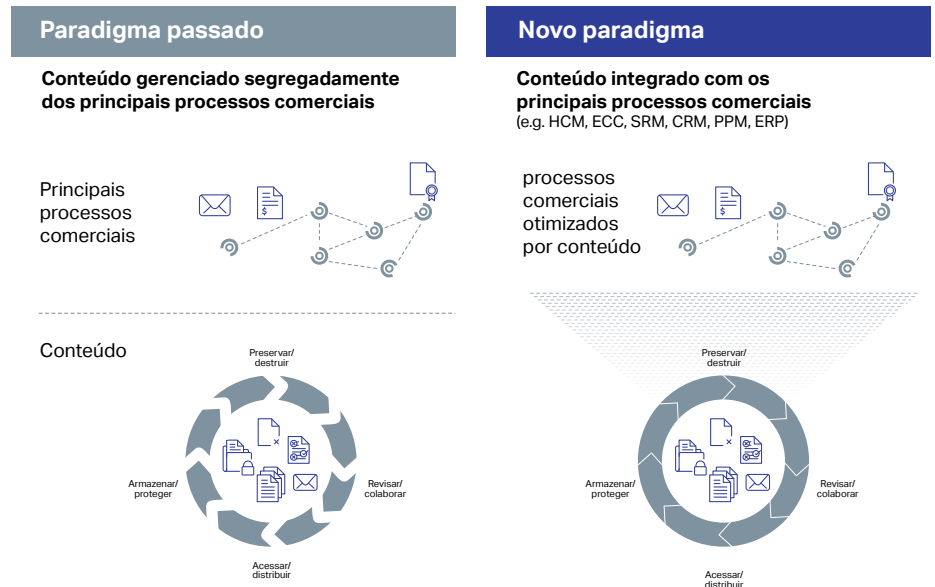 Paradigma passado
Conteúdo gerenciado segregadamente
dos principais processos comerciais
Principais
processos
comerciais
$
Conteúdo
Preservar/
destruir
Armazenar/
proteger
Revisar/
colaborar
Acessar/
distribuir
Novo paradigma
Conteúdo integrado com os
principais processos comerciais
(e.g. HCM, ECC, SRM, CRM, PPM, ERP)
processos
comerciais
otimizados
por conteúdo
$
Preservar/
destruir
Armazenar/
proteger
Revisar/
colaborar
Acessar/
distribuir